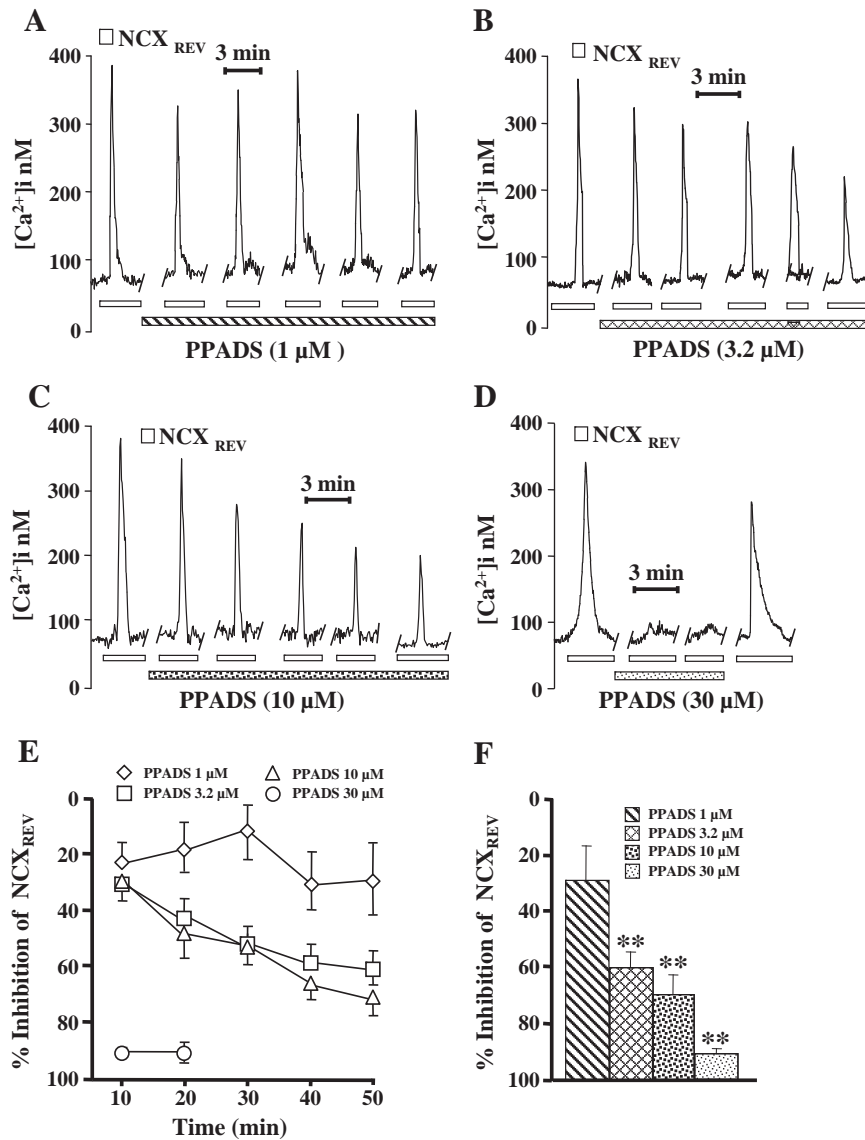 A
NCX REV
3 min
400
300
200
100
0
[Ca²⁺]i nM
PPADS (1 µM )
B
NCX REV
3 min
400
300
200
100
0
[Ca²⁺]i nM
PPADS (3.2 µM)
C
NCX REV
3 min
400
300
200
100
0
[Ca²⁺]i nM
PPADS (10 µM)
D
NCX REV
3 min
400
300
200
100
0
[Ca²⁺]i nM
PPADS (30 µM)
E
PPADS 1 µM
PPADS 10 µM
PPADS 3.2 µM
PPADS 30 µM
0
20
40
60
80
100
% Inhibition of NCX REV
10
20
30
40
50
Time (min)
F
PPADS 1 µM
PPADS 3.2 µM
PPADS 10 µM
PPADS 30 µM
0
20
40
60
80
100
% Inhibition of NCX REV
**
**
**